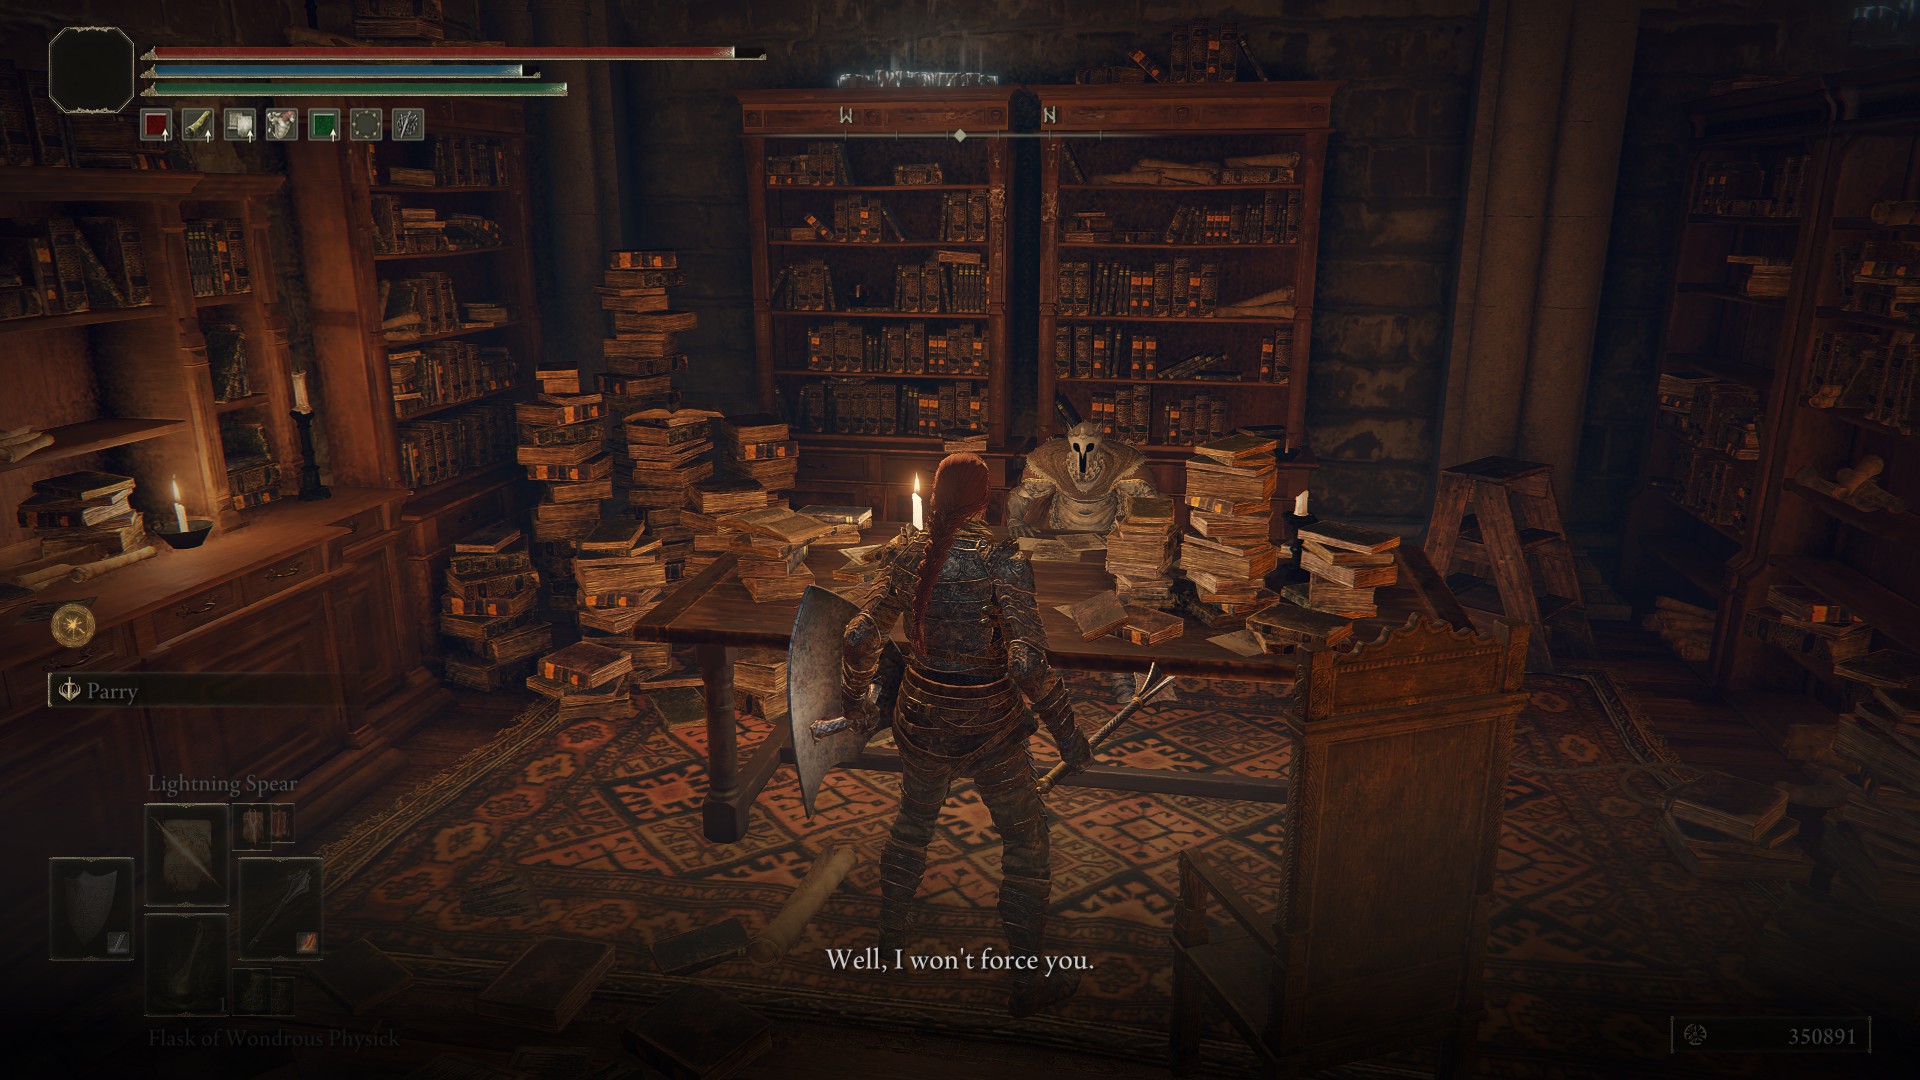 W N
Parry
Lightning Spear
1
Well, I won't force you.
Flask of Wondrous Physick
350891